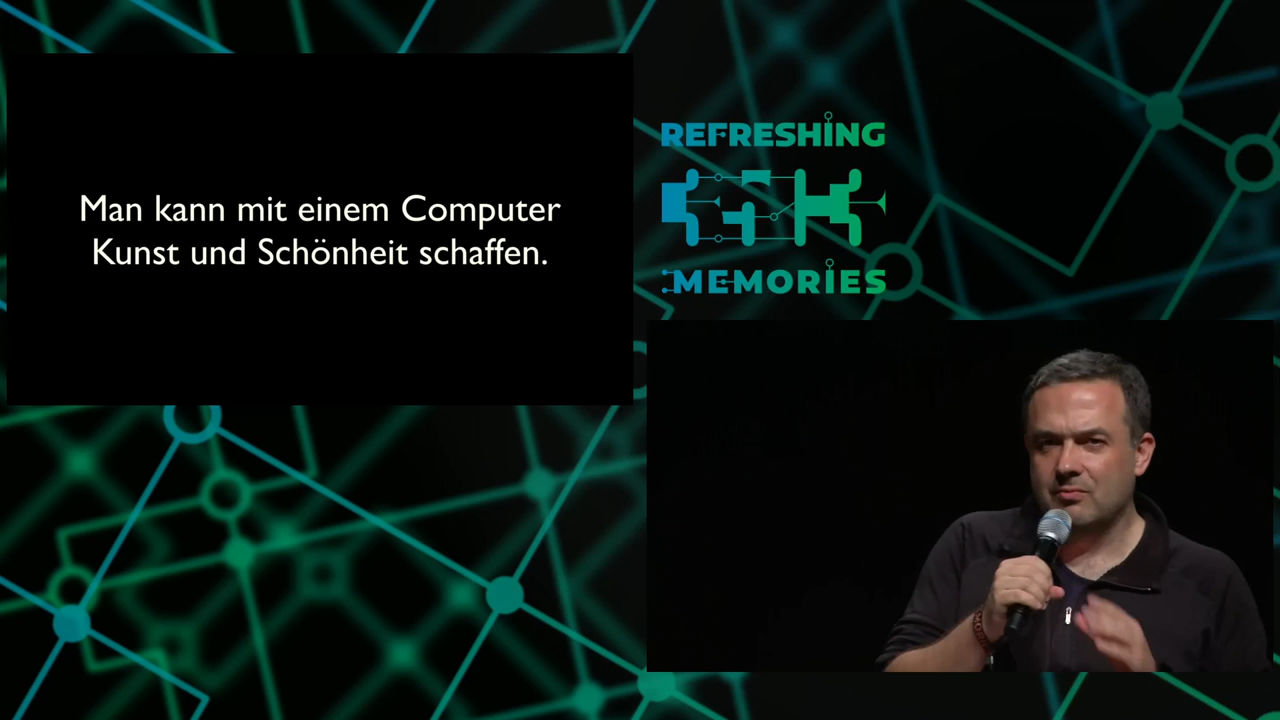 Man kann mit einem Computer
Kunst und Schönheit schaffen.
REFRESHING
MEMORIES